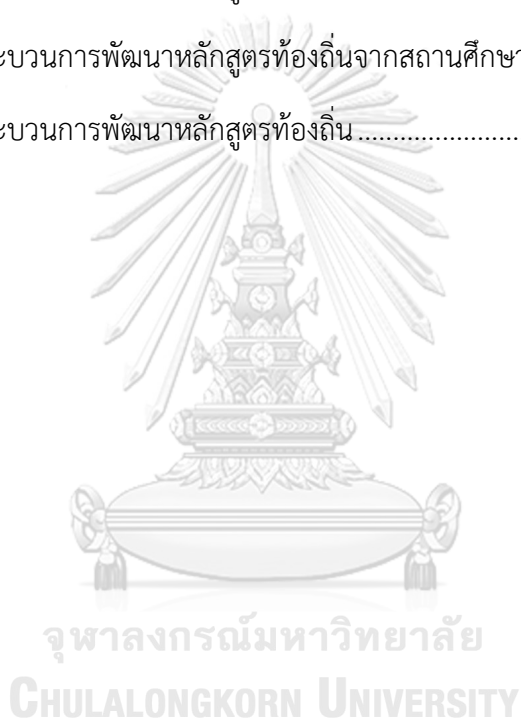 ะบวนการพัฒนาหลักสูตรท้องถิ่นจากสถานศึกษา
ะบวนการพัฒนาหลักสูตรท้องถิ่น......................
จุฬาลงกรณ์มหาวิทยาลัย
CHULALONGKORN UNIVERSITY